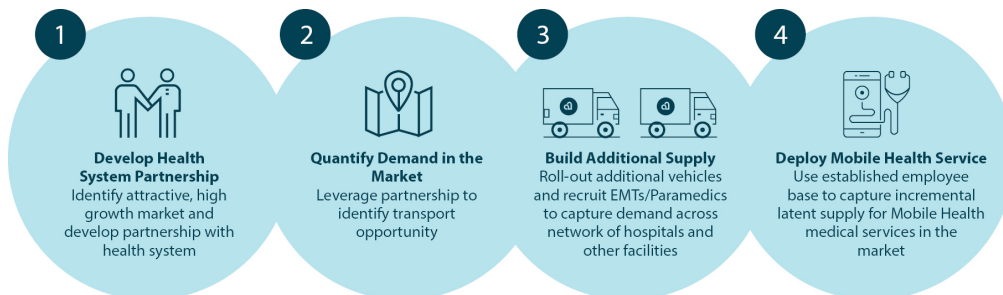 1
Develop Health
System Partnership
Identify attractive, high
growth market and
develop partnership with
health system
2
Quantify Demand in the
Market
Leverage partnership to
identify transport
opportunity
3
Build Additional Supply
Roll-out additional vehicles
and recruit EMTs/Paramedics
to capture demand across
network of hospitals and
other facilities
4
Deploy Mobile Health Service
Use established employee
base to capture incremental
latent supply for Mobile Health
medical services in the
market